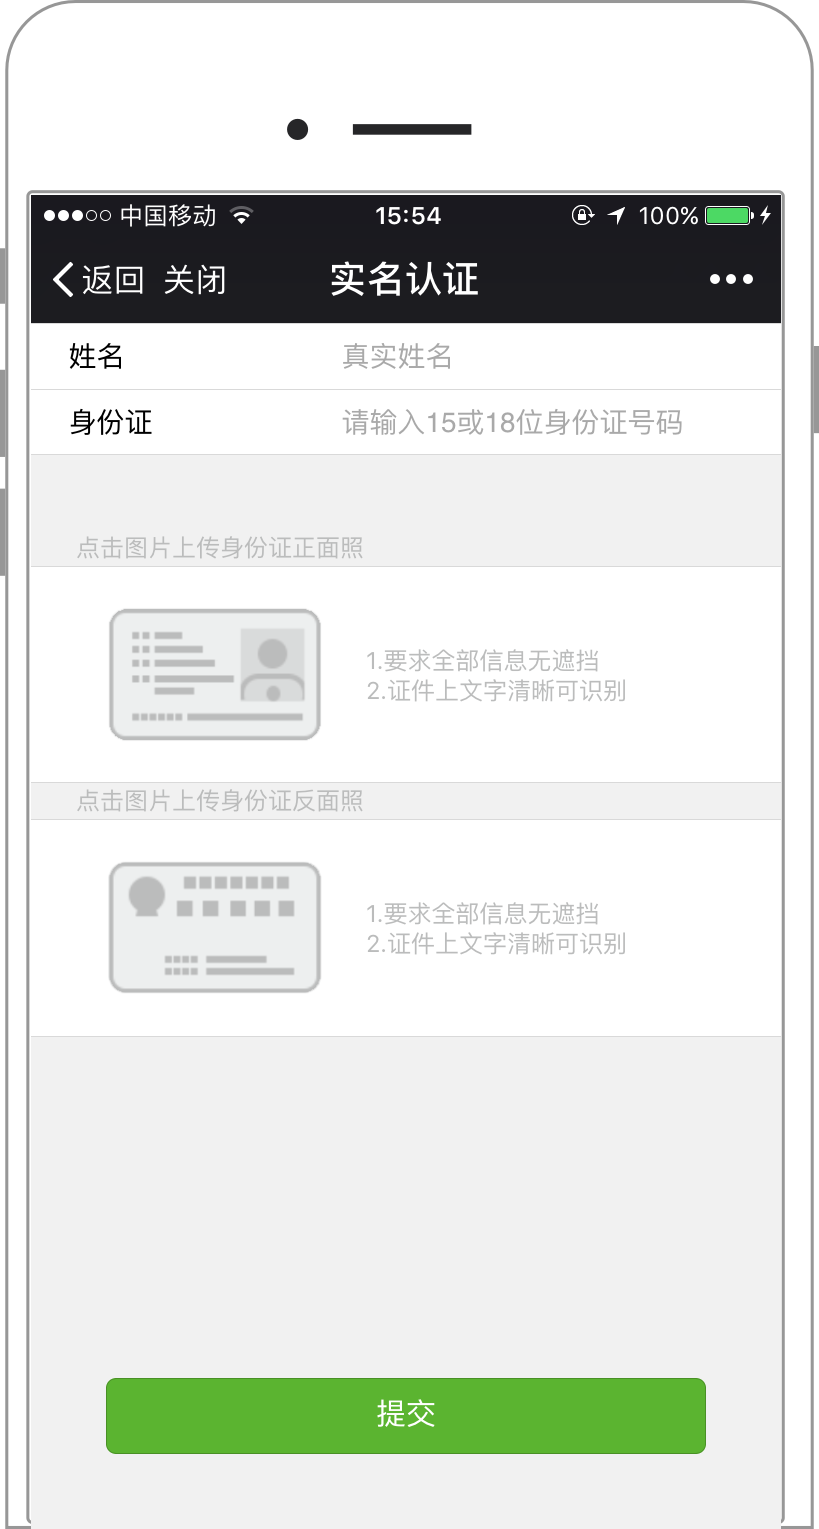 中国移动 15:54 100%
返回 关闭 实名认证
姓名 真实姓名
身份证 请输入15或18位身份证号码
点击图片上传身份证正面照
1.要求全部信息无遮挡
2.证件上文字清晰可识别
点击图片上传身份证反面照
1.要求全部信息无遮挡
2.证件上文字清晰可识别
提交